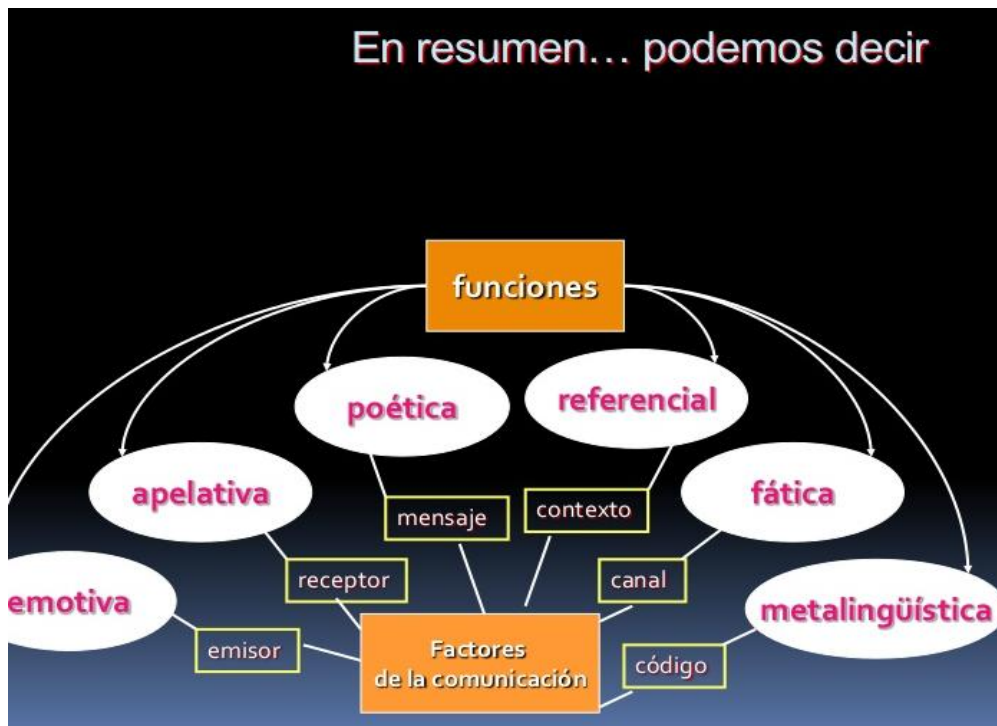 En resumen… podemos decir
funciones
poética
referencial
apelativa
fática
mensaje
contexto
receptor
canal
emotiva
metalingüística
emisor
Factores
de la comunicación
código